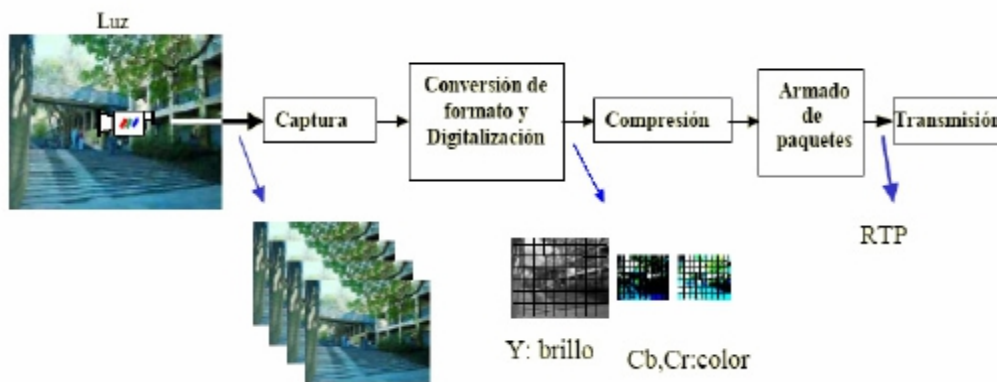 Luz
Captura
Conversión de
formato y
Digitalización
Compresión
Armado
de
paquetes
Transmisión
RTP
Y: brillo
Cb,Cr:color